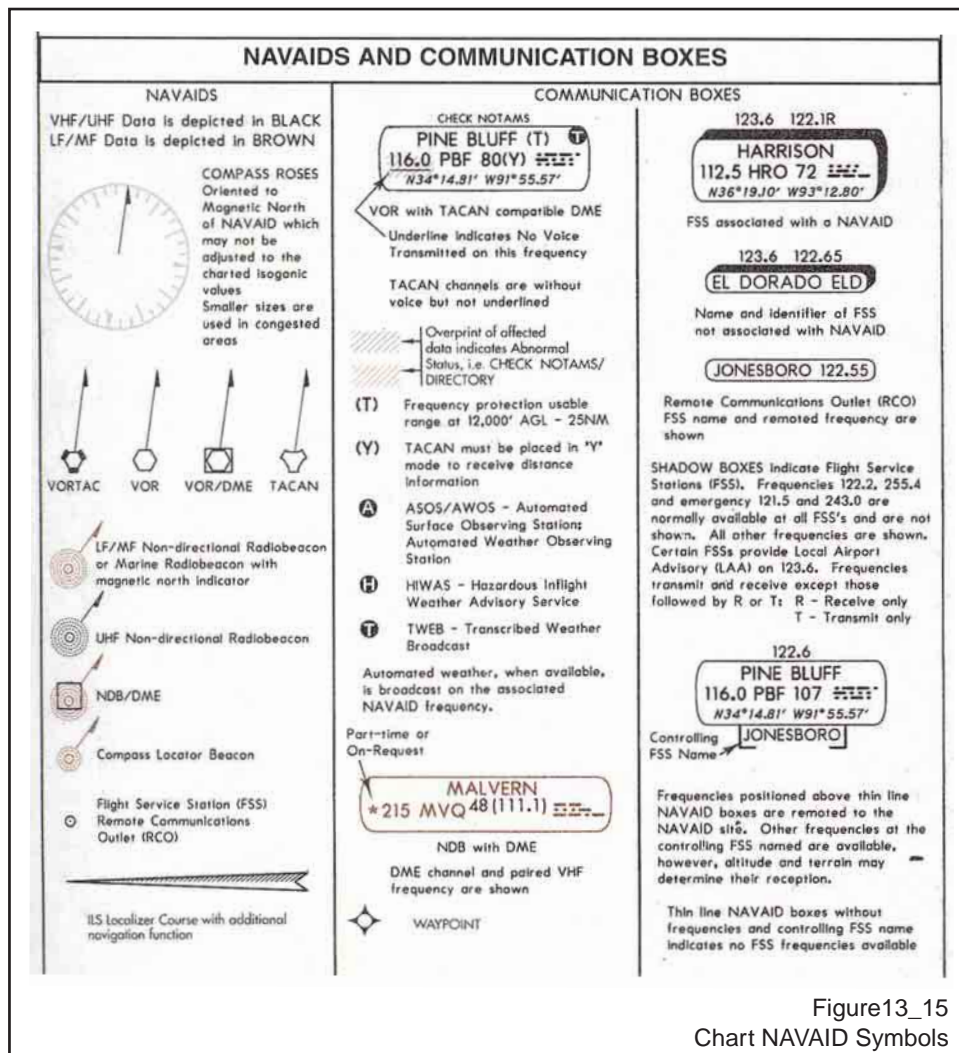 NAVAIDS AND COMMUNICATION BOXES
NAVAIDS
VHF/UHF Data is depicted in BLACK
LF/MF Data is depicted in BROWN
COMPASS ROSES
Oriented to
Magnetic North
of NAVAID which
may not be
adjusted to the
charted isogonic
values
Smaller sizes are
used in congested
areas
VORTAC VOR VOR/DME TACAN
LF/MF Non-directional Radiobeacon
or Marine Radiobeacon with
magnetic north indicator
UHF Non-directional Radiobeacon
NDB/DME
Compass Locator Beacon
Flight Service Station (FSS)
Remote Communications
Outlet (RCO)
ILS Localizer Course with additional
navigation function
COMMUNICATION BOXES
CHECK NOTAMS
PINE BLUFF (T) T
116.0 PBF 80(Y)
N34°14.81' W91°55.57'
VOR with TACAN compatible DME
Underline indicates No Voice
Transmitted on this frequency
TACAN channels are without
voice but not underlined
Overprint of affected
data indicates Abnormal
Status, i.e. CHECK NOTAMS/
DIRECTORY
(T) Frequency protection usable
range at 12,000' AGL - 25NM
(Y) TACAN must be placed in "Y"
mode to receive distance
information
A ASOS/AWOS - Automated
Surface Observing Station;
Automated Weather Observing
Station
H HIWAS - Hazardous Inflight
Weather Advisory Service
T TWEB - Transcribed Weather
Broadcast
Automated weather, when available,
is broadcast on the associated
NAVAID frequency.
Part-time or
On-Request
MALVERN
*215 MVQ 48(111.1)
NDB with DME
DME channel and paired VHF
frequency are shown
WAYPOINT
123.6 122.1R
HARRISON
112.5 HRO 72
N36°19.10' W93°12.80'
FSS associated with a NAVAID
123.6 122.65
EL DORADO ELD
Name and identifier of FSS
not associated with NAVAID
JONESBORO 122.55
Remote Communications Outlet (RCO)
FSS name and remoted frequency are
shown
SHADOW BOXES indicate Flight Service
Stations (FSS). Frequencies 122.2, 255.4
and emergency 121.5 and 243.0 are
normally available at all FSS's and are not
shown. All other frequencies are shown.
Certain FSSs provide Local Airport
Advisory (LAA) on 123.6. Frequencies
transmit and receive except those
followed by R or T: R - Receive only
T - Transmit only
122.6
PINE BLUFF
116.0 PBF 107
N34°14.81' W91°55.57'
Controlling
FSS Name
JONESBORO
Frequencies positioned above thin line
NAVAID boxes are remoted to the
NAVAID site. Other frequencies at the
controlling FSS named are available,
however, altitude and terrain may
determine their reception.
Thin line NAVAID boxes without
frequencies and controlling FSS name
indicates no FSS frequencies available
Figure13_15
Chart NAVAID Symbols